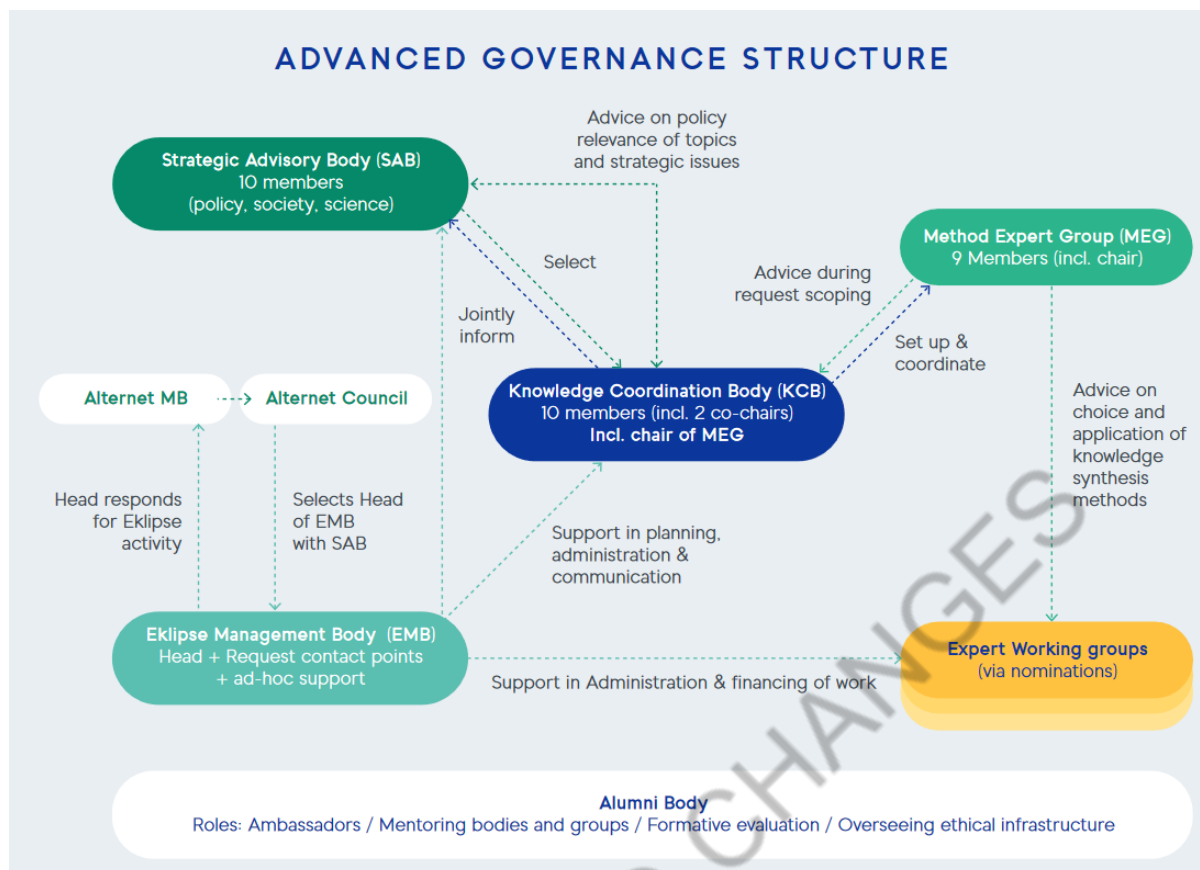 ADVANCED GOVERNANCE STRUCTURE
Advice on policy
relevance of topics
and strategic issues
Strategic Advisory Body (SAB)
10 members
(policy, society, science)
Method Expert Group (MEG)
9 Members (incl. chair)
Select
Advice during
request scoping
Jointly
inform
Set up &
coordinate
Knowledge Coordination Body (KCB)
10 members (incl. 2 co-chairs)
Incl. chair of MEG
Alternet MB
Alternet Council
Advice on
choice and
application of
knowledge
synthesis
methods
Head responds
for Eklipse
activity
Selects Head
of EMB
with SAB
Support in planning,
administration &
communication
Eklipse Management Body (EMB)
Head + Request contact points
+ ad-hoc support
Support in Administration & financing of work
Expert Working groups
(via nominations)
Alumni Body
Roles: Ambassadors / Mentoring bodies and groups / Formative evaluation / Overseeing ethical infrastructure
CHANGES